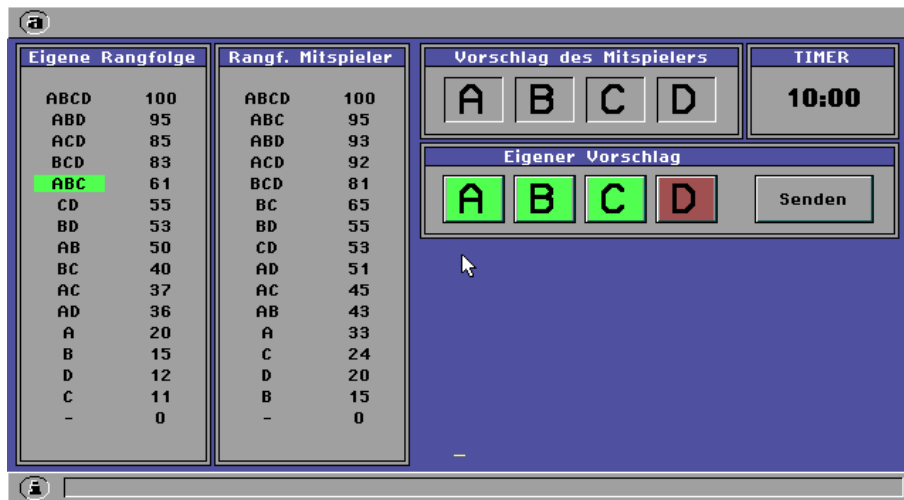 a
Eigene Rangfolge
ABCD 100
ABD 95
ACD 85
BCD 83
ABC 61
CD 55
BD 53
AB 50
BC 40
AC 37
AD 36
A 20
B 15
D 12
C 11
- 0
Rangf. Mitspieler
ABCD 100
ABC 95
ABD 93
ACD 92
BCD 81
BC 65
BD 55
CD 53
AD 51
AC 45
AB 43
A 33
C 24
D 20
B 15
- 0
Vorschlag des Mitspielers
A B C D
TIMER
10:00
Eigener Vorschlag
A B C D
Senden
i